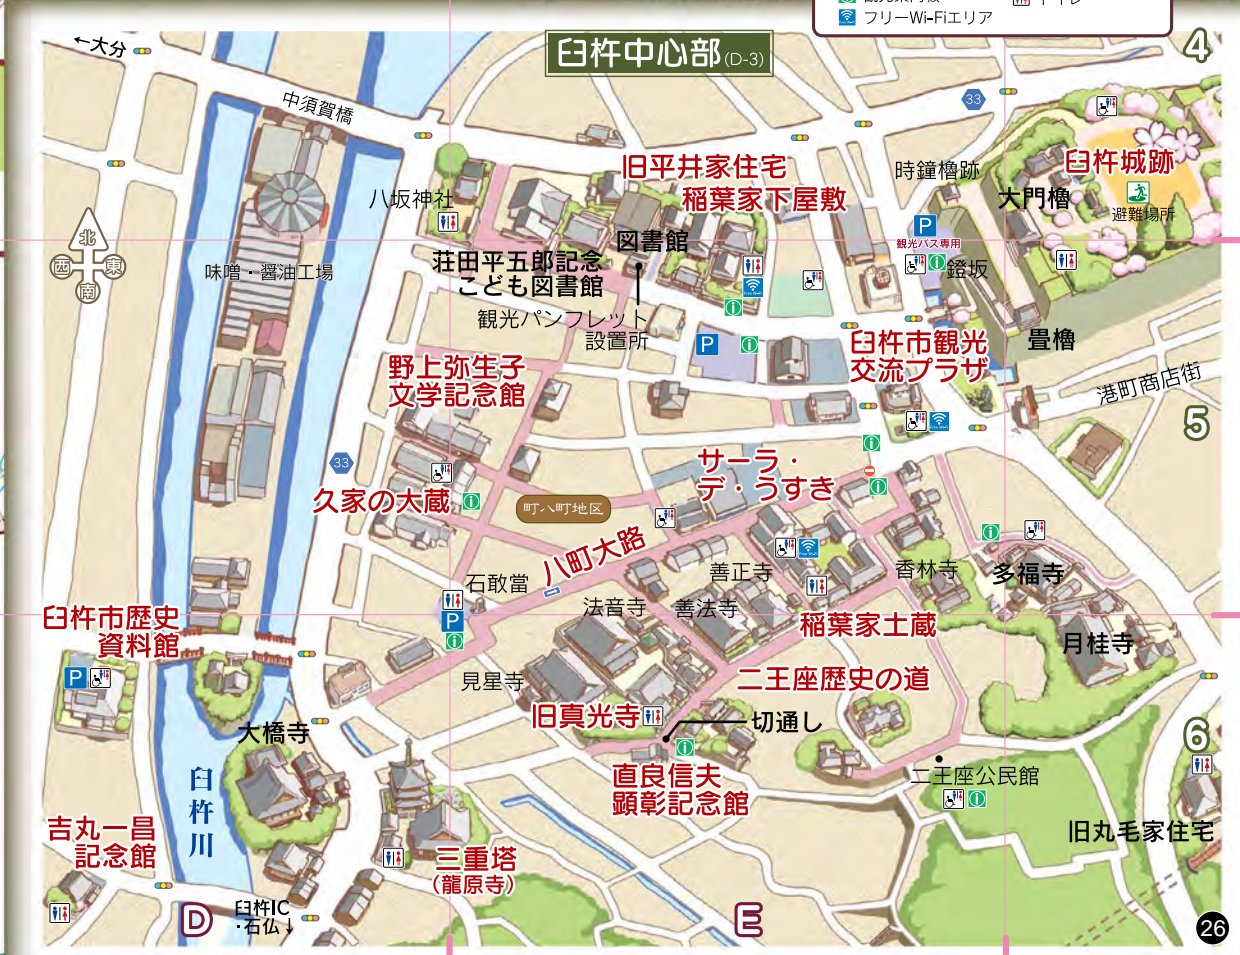 フリーWi-Fiエリア
4
←大分
臼杵中心部(D-3)
中須賀橋
33
旧平井家住宅
稲葉家下屋敷
時鐘櫓跡
臼杵城跡
大門櫓
避難場所
八坂神社
P
観光バス専用
図書館
北
西
東
南
味噌・醤油工場
荘田平五郎記念
こども図書館
鐙坂
Free Wi-Fi
観光パンフレット
設置所
P
臼杵市観光
交流プラザ
畳櫓
野上弥生子
文学記念館
港町商店街
5
Free Wi-Fi
33
サーラ・
デ・うすき
久家の大蔵
町八町地区
八町大路
Free Wi-Fi
石敢當
善正寺
香林寺
多福寺
P
法音寺
善法寺
稲葉家土蔵
臼杵市歴史
資料館
月桂寺
P
見星寺
二王座歴史の道
旧真光寺
切通し
大橋寺
6
臼杵川
直良信夫
顕彰記念館
二王座公民館
吉丸一昌
記念館
三重塔
(龍原寺)
旧丸毛家住宅
D
臼杵IC
・石仏↓
E
26